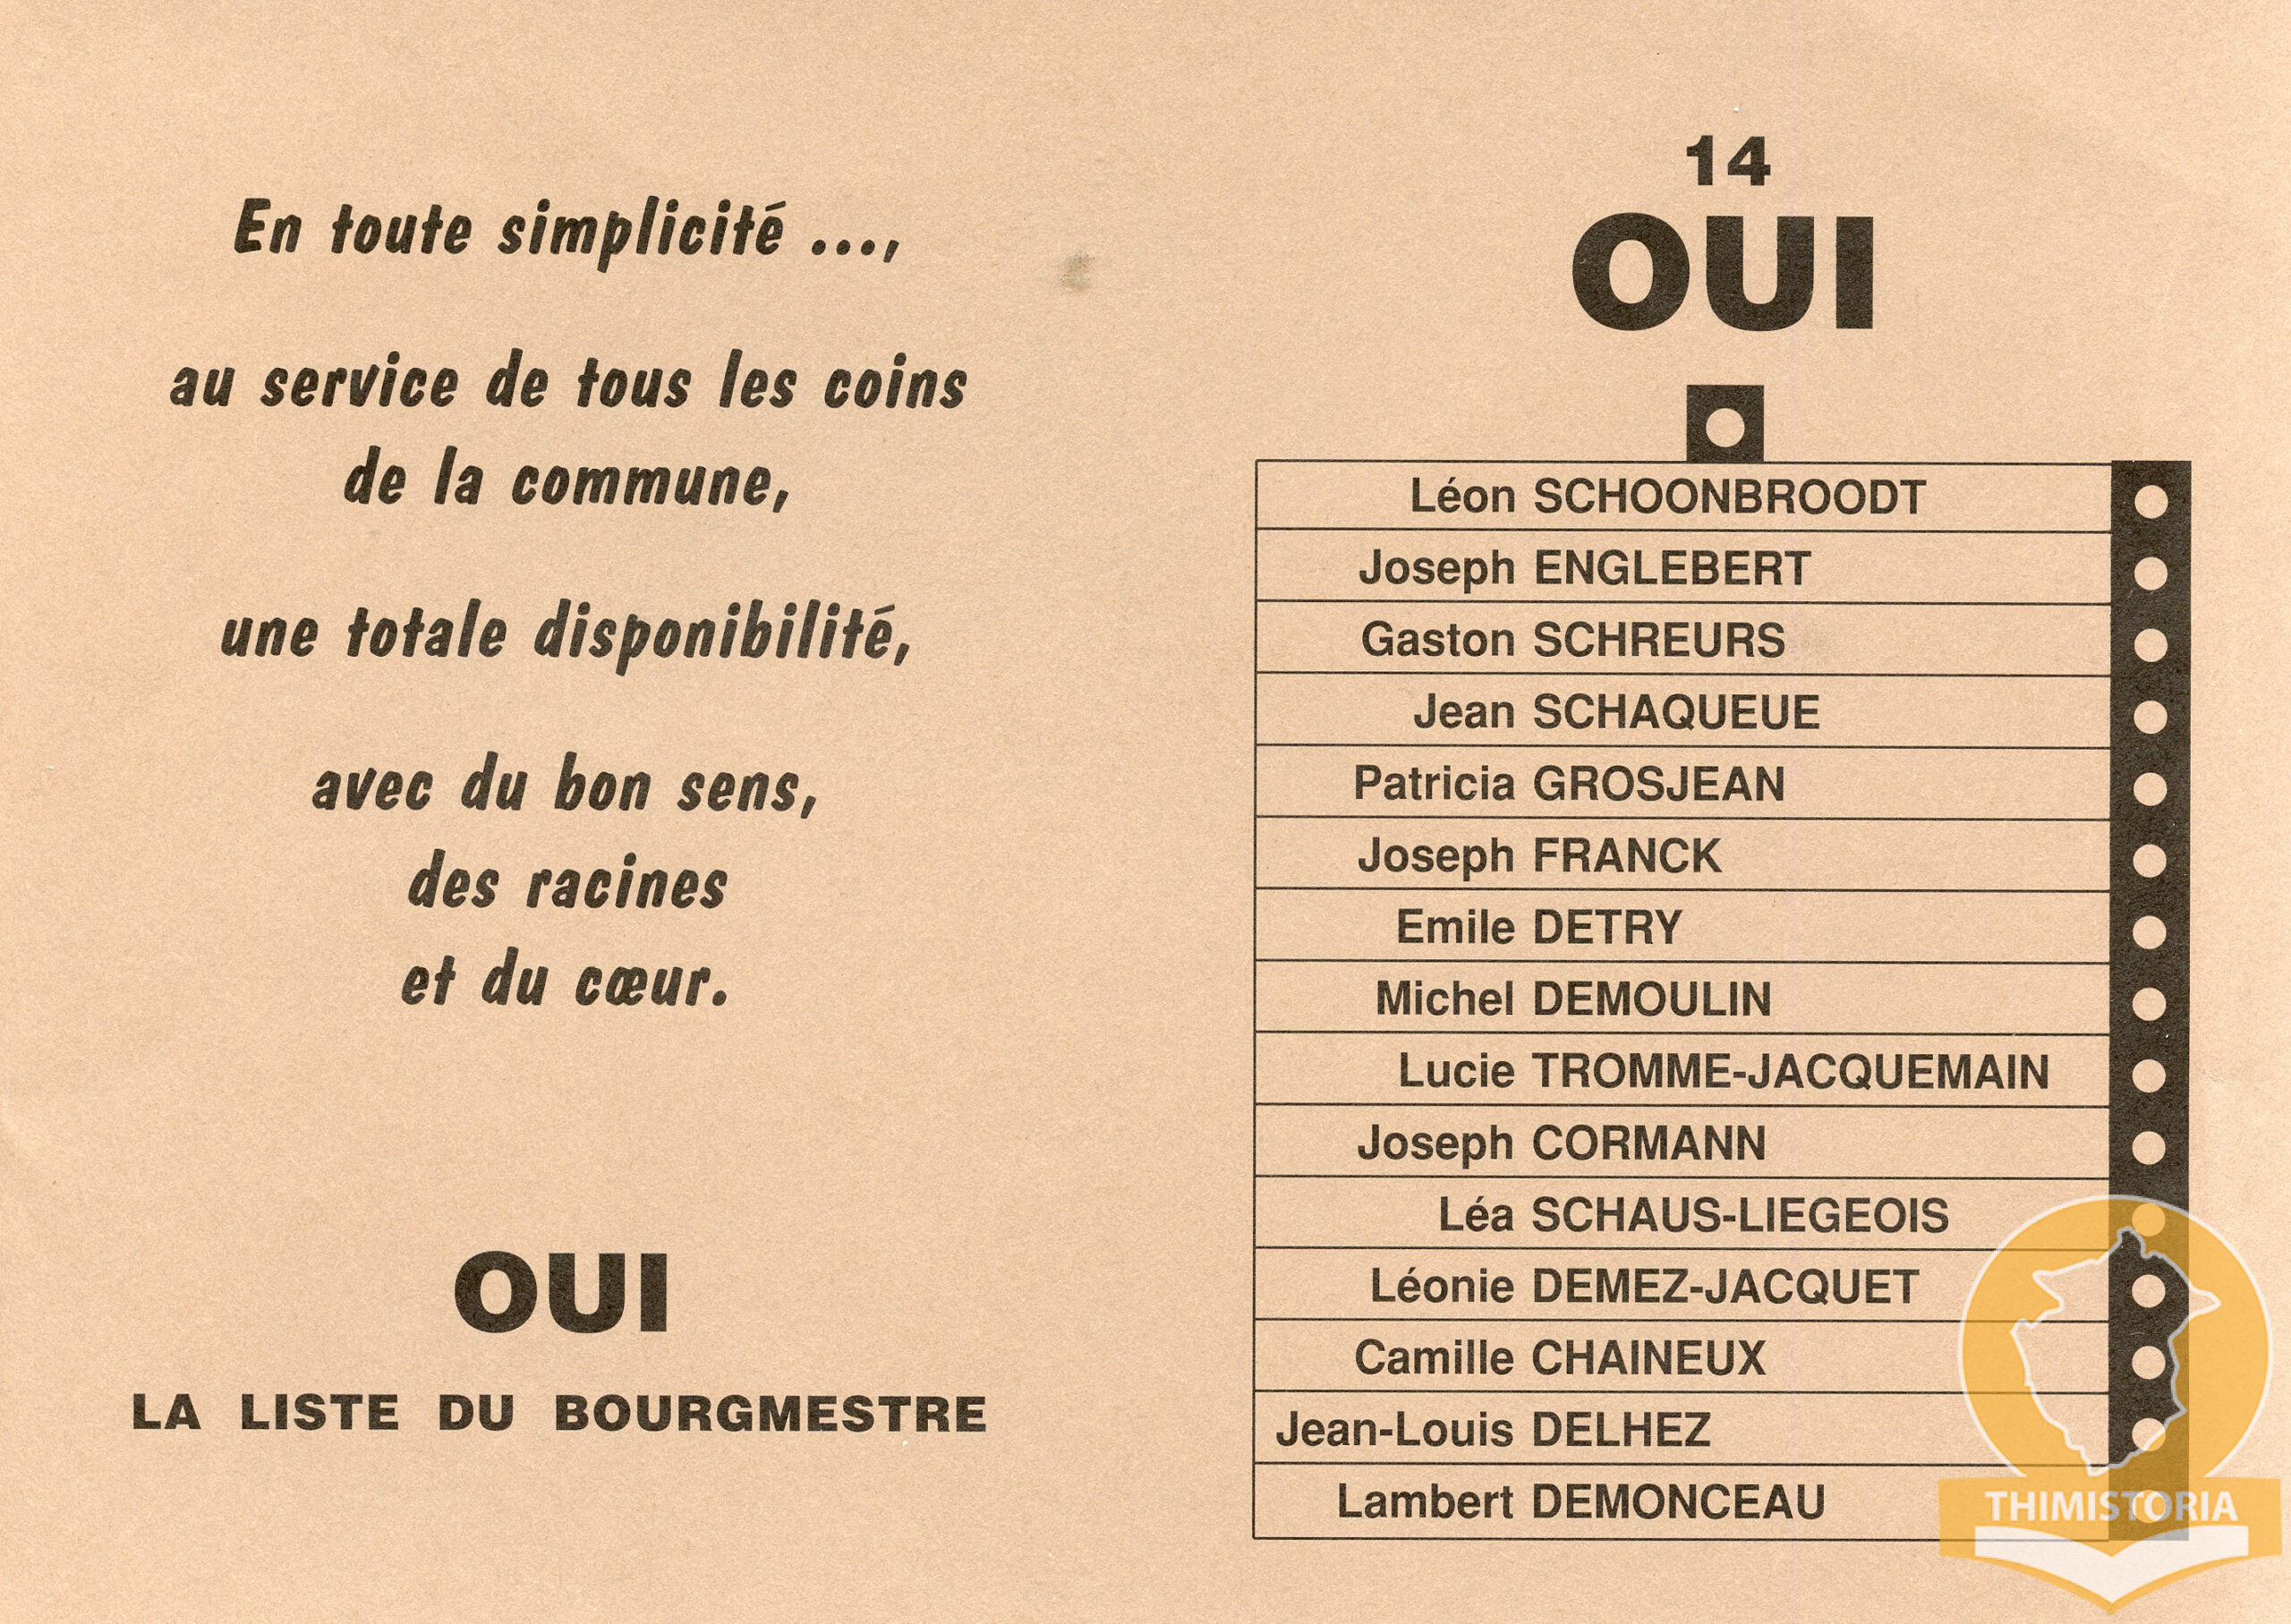 En toute simplicité ...,
au service de tous les coins
de la commune,
une totale disponibilité,
avec du bon sens,
des racines
et du cœur.
OUI
LA LISTE DU BOURGMESTRE
14
OUI
Léon SCHOONBROODT
Joseph ENGLEBERT
Gaston SCHREURS
Jean SCHAQUEUE
Patricia GROSJEAN
Joseph FRANCK
Emile DETRY
Michel DEMOULIN
Lucie TROMME-JACQUEMAIN
Joseph CORMANN
Léa SCHAUS-LIEGEOIS
Léonie DEMEZ-JACQUET
Camille CHAINEUX
Jean-Louis DELHEZ
Lambert DEMONCEAU
THIMISTORIA